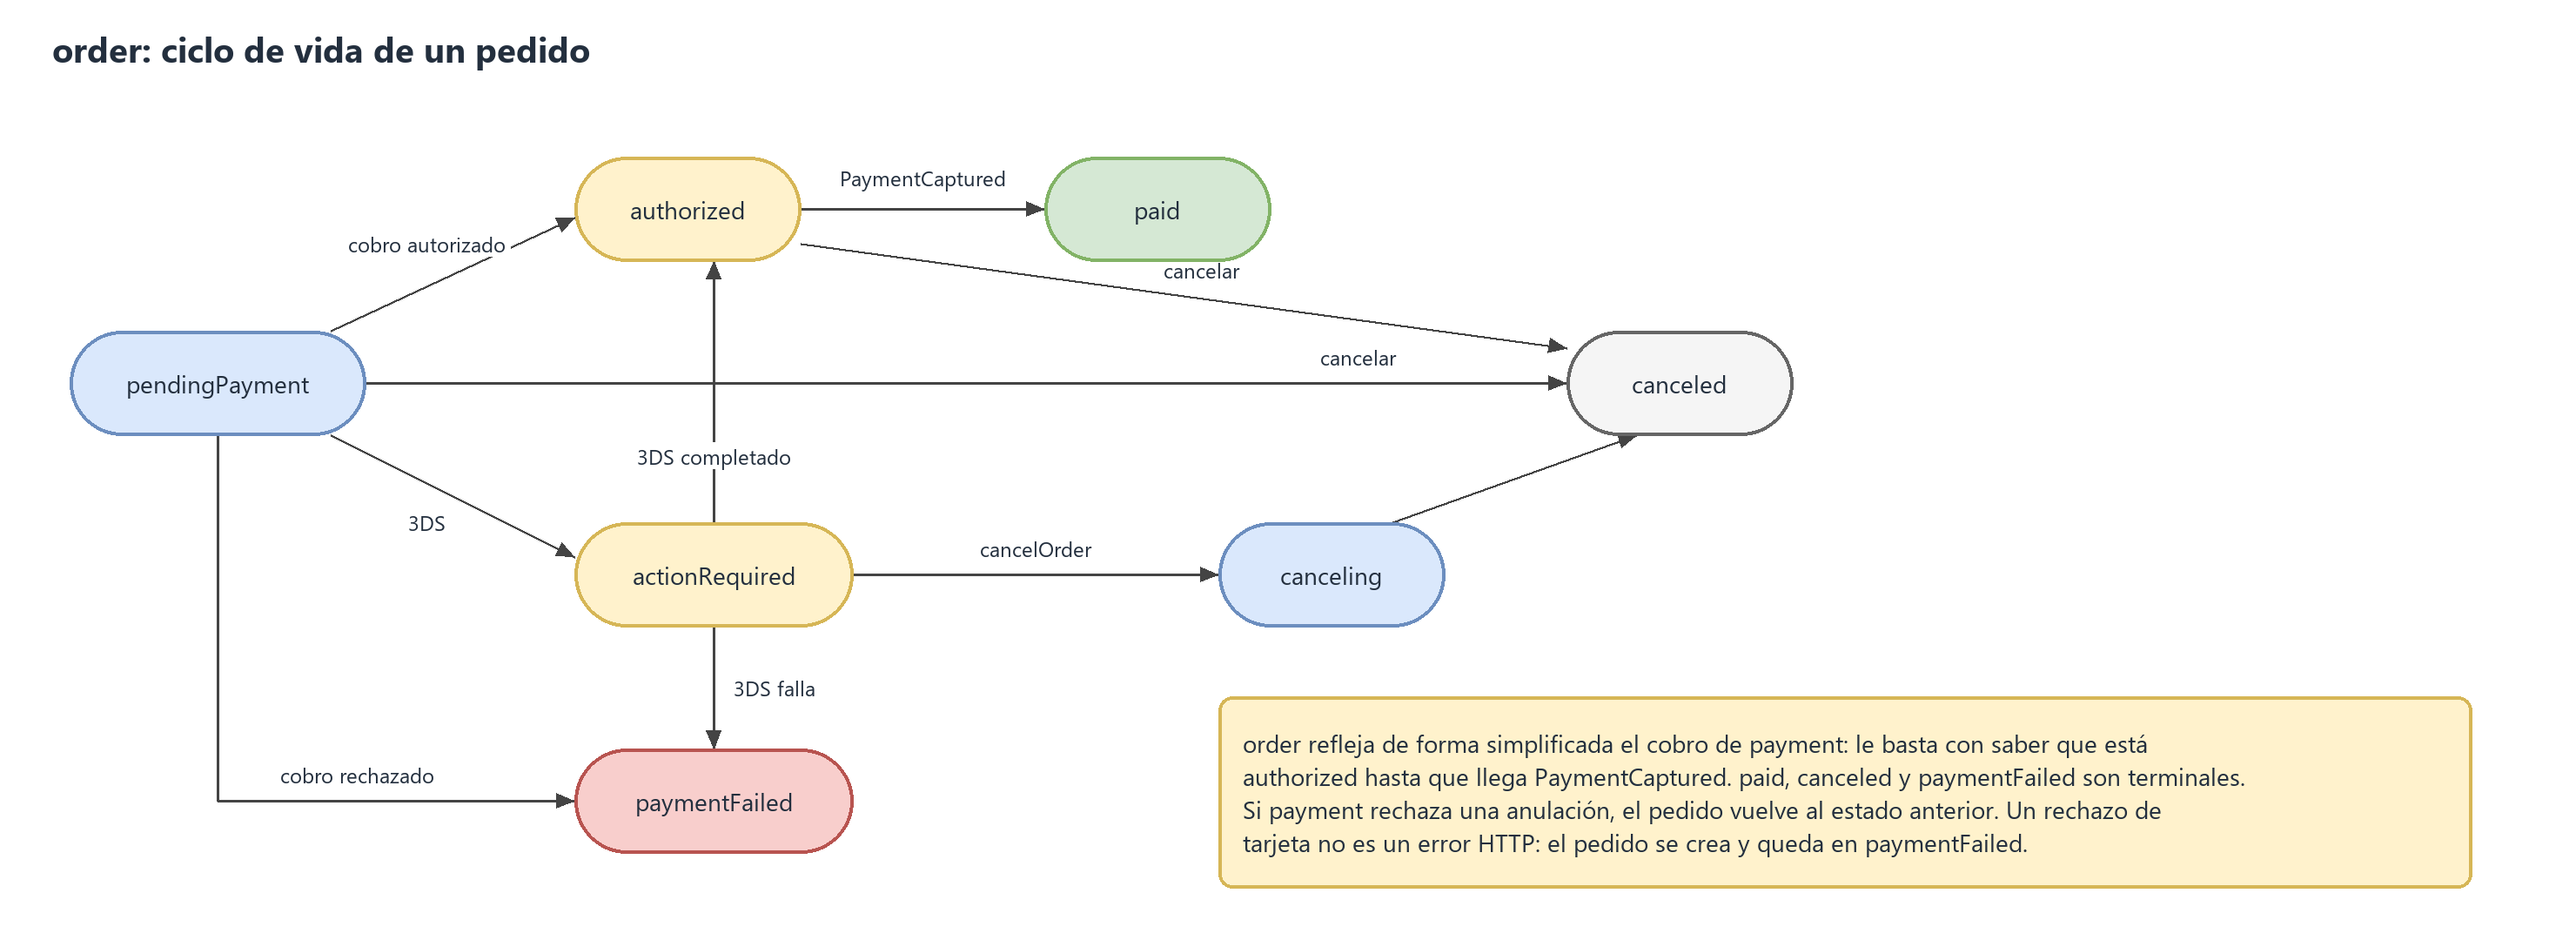 order: ciclo de vida de un pedido
authorized
PaymentCaptured
paid
cobro autorizado
cancelar
pendingPayment
cancelar
canceled
3DS completado
3DS
actionRequired
cancelOrder
canceling
3DS falla
cobro rechazado
paymentFailed
order refleja de forma simplificada el cobro de payment: le basta con saber que está
authorized hasta que llega PaymentCaptured. paid, canceled y paymentFailed son terminales.
Si payment rechaza una anulación, el pedido vuelve al estado anterior. Un rechazo de
tarjeta no es un error HTTP: el pedido se crea y queda en paymentFailed.